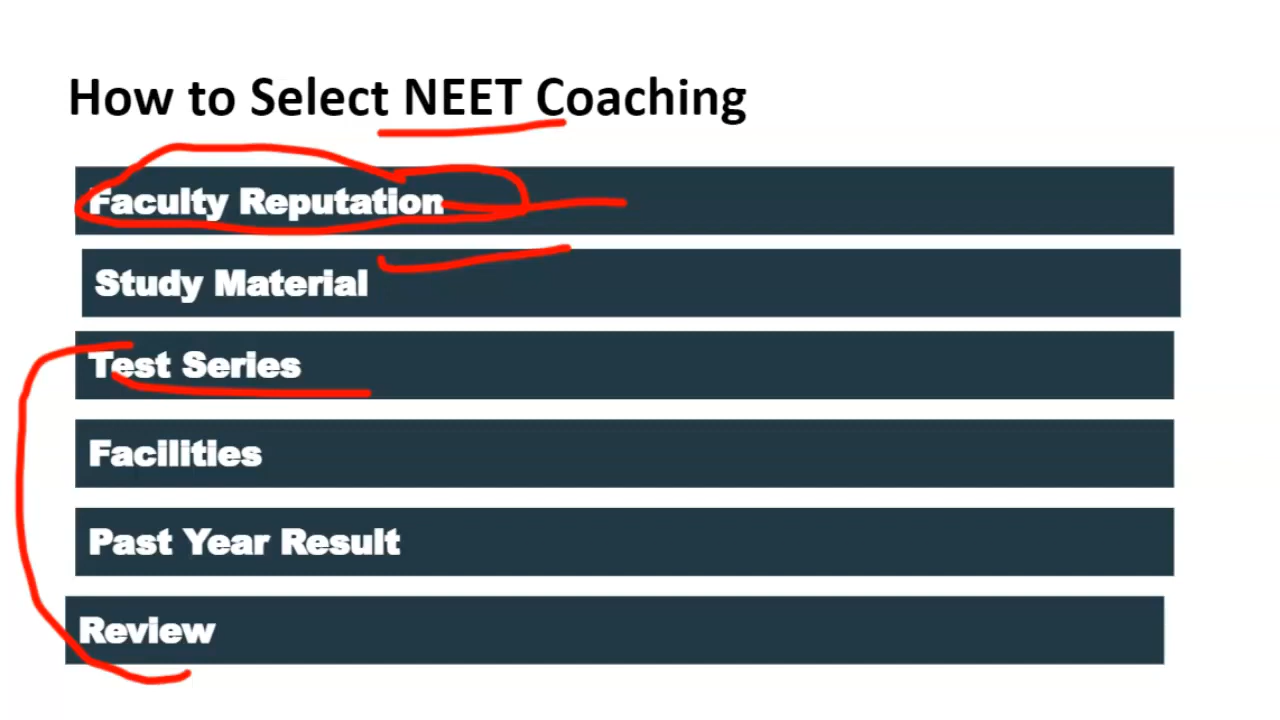 How to Select NEET Coaching
Faculty Reputation
Study Material
Test Series
Facilities
Past Year Result
Review